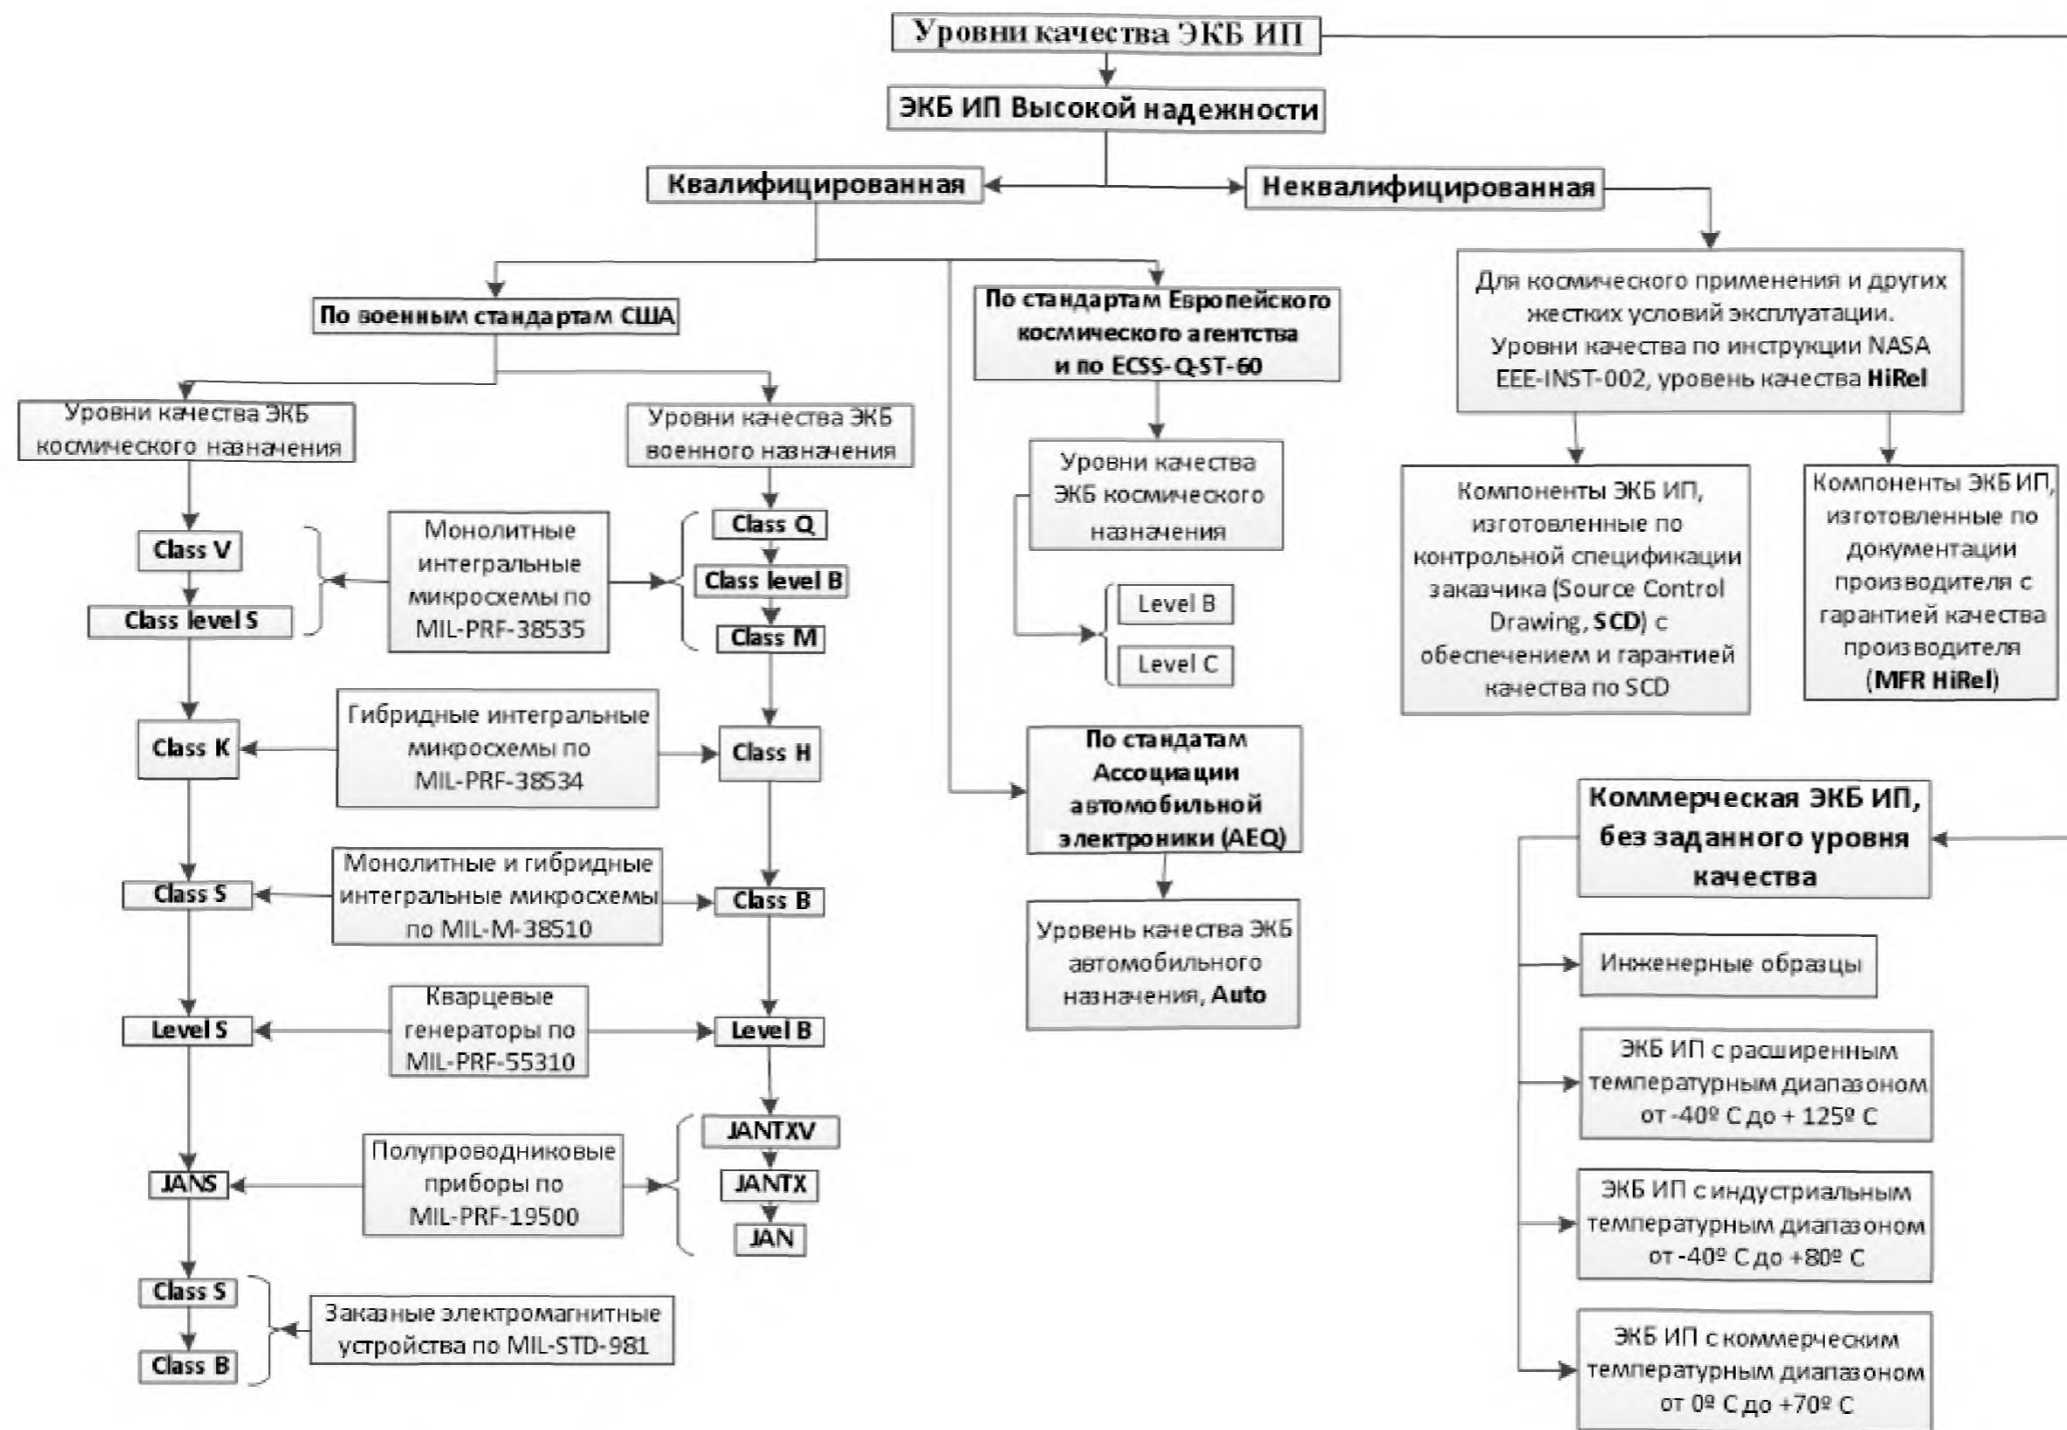 Уровни качества ЭКБ ИП
ЭКБ ИП Высокой надежности
Квалифицированная
Неквалифицированная
По военным стандартам США
Уровни качества ЭКБ
космического назначения
Class V
Class level S
Class K
Class S
Level S
JANS
Class S
Class B
Монолитные
интегральные
микросхемы по
MIL-PRF-38535
Гибридные интегральные
микросхемы по
MIL-PRF-38534
Монолитные и гибридные
интегральные микросхемы
по MIL-M-38510
Кварцевые
генераторы по
MIL-PRF-55310
Полупроводниковые
приборы по
MIL-PRF-19500
Заказные электромагнитные
устройства по MIL-STD-981
Уровни качества ЭКБ
военного назначения
Class Q
Class level B
Class M
Class H
Class B
Level B
JANTXV
JANTX
JAN
По стандартам Европейского
космического агентства
и по ECSS-Q-ST-60
Уровни качества
ЭКБ космического
назначения
Level B
Level C
По стандатам
Ассоциации
автомобильной
электроники (AEQ)
Уровень качества ЭКБ
автомобильного
назначения, Auto
Для космического применения и других
жестких условий эксплуатации.
Уровни качества по инструкции NASA
EEE-INST-002, уровень качества HiRel
Компоненты ЭКБ ИП,
изготовленные по
контрольной спецификации
заказчика (Source Control
Drawing, SCD) с
обеспечением и гарантией
качества по SCD
Компоненты ЭКБ ИП,
изготовленные по
документации
производителя с
гарантией качества
производителя
(MFR HiRel)
Коммерческая ЭКБ ИП,
без заданного уровня
качества
Инженерные образцы
ЭКБ ИП с расширенным
температурным диапазоном
от -40º С до + 125º С
ЭКБ ИП с индустриальным
температурным диапазоном
от -40º С до +80º С
ЭКБ ИП с коммерческим
температурным диапазоном
от 0º С до +70º С